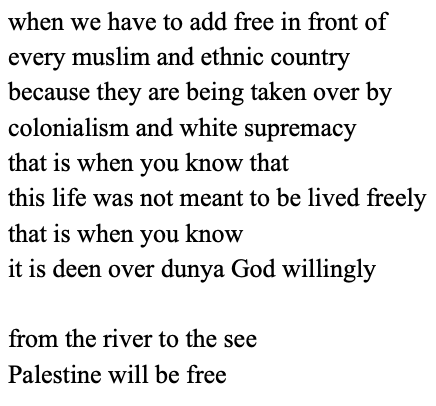 when we have to add free in front of
every muslim and ethnic country
because they are being taken over by
colonialism and white supremacy
that is when you know that
this life was not meant to be lived freely
that is when you know
it is deen over dunya God willingly
from the river to the see
Palestine will be free